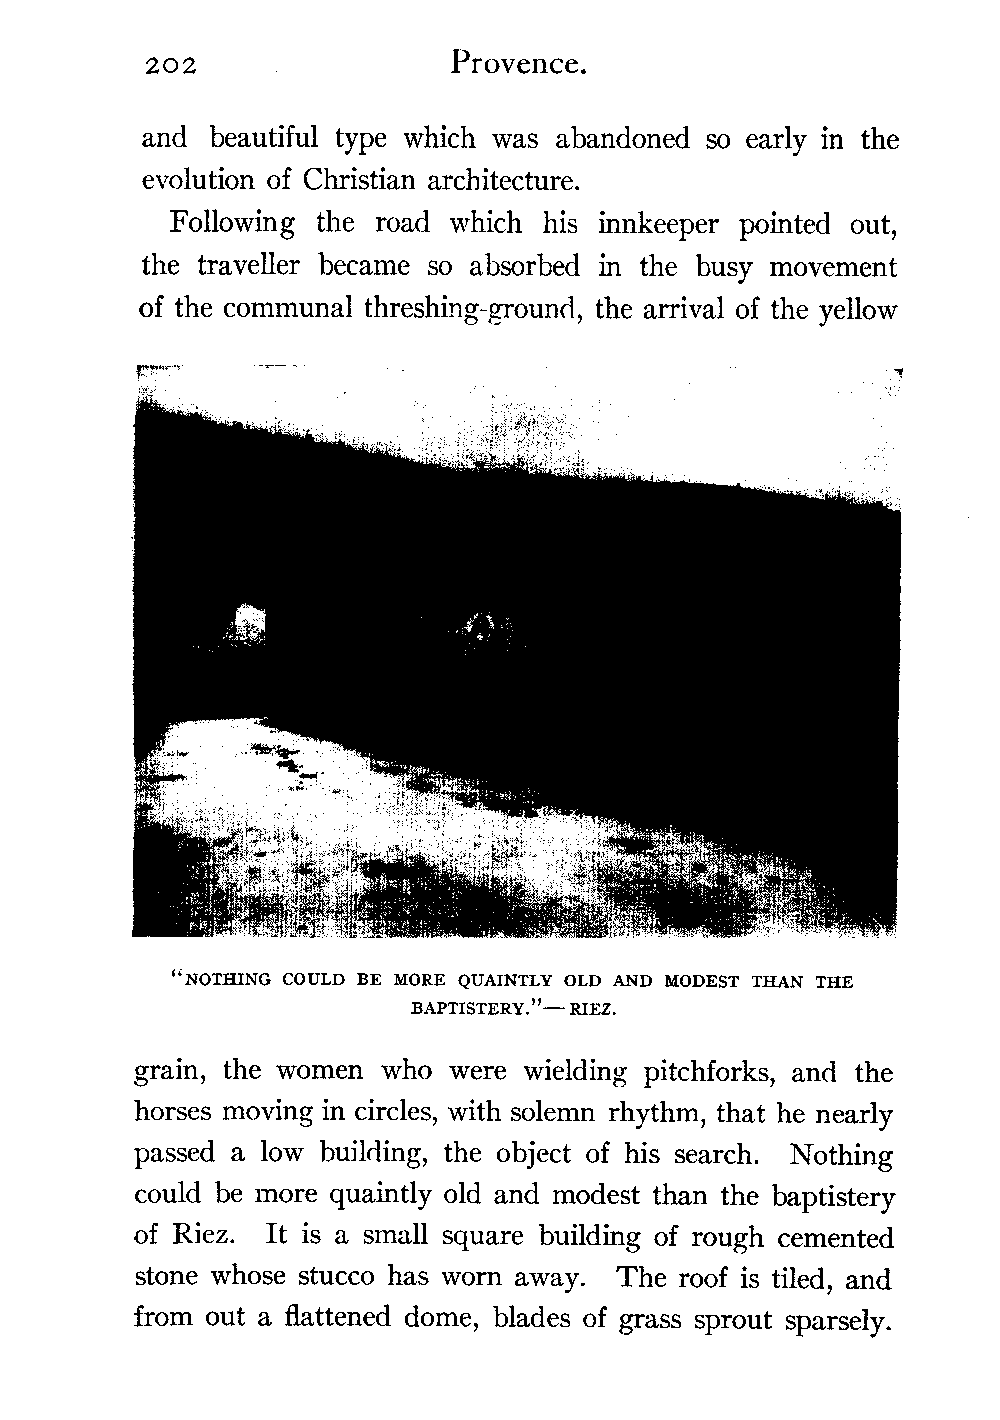 202 Provence.
and beautiful type which was abandoned so early in the
evolution of Christian architecture.
Following the road which his innkeeper pointed out,
the traveller became so absorbed in the busy movement
of the communal threshing-ground, the arrival of the yellow
"NOTHING COULD BE MORE QUAINTLY OLD AND MODEST THAN THE
BAPTISTERY."—RIEZ.
grain, the women who were wielding pitchforks, and the
horses moving in circles, with solemn rhythm, that he nearly
passed a low building, the object of his search. Nothing
could be more quaintly old and modest than the baptistery
of Riez. It is a small square building of rough cemented
stone whose stucco has worn away. The roof is tiled, and
from out a flattened dome, blades of grass sprout sparsely.